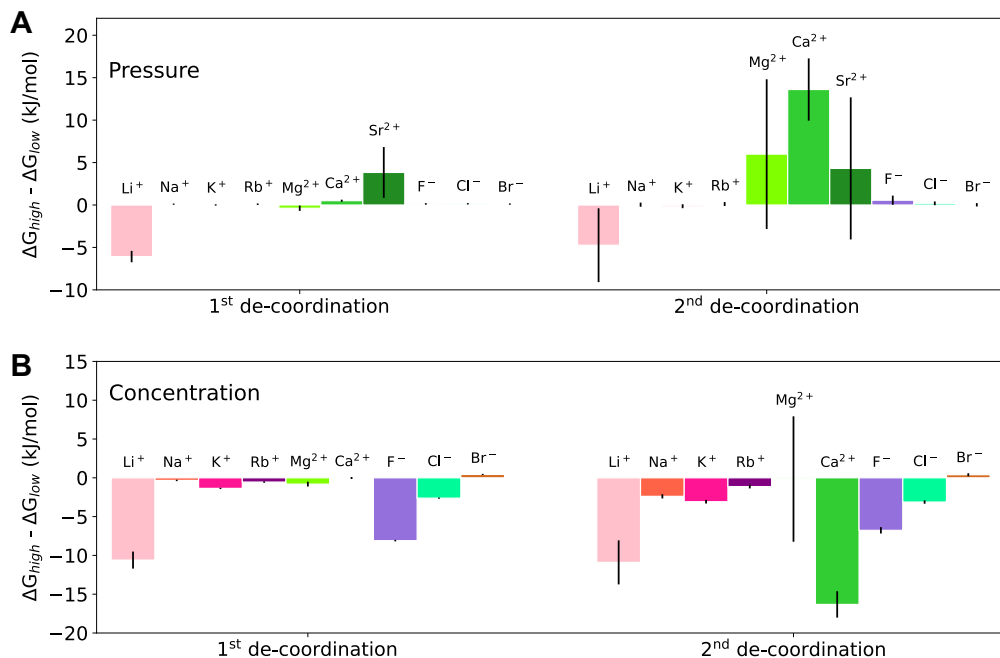 A
Pressure
ΔG_high - ΔG_low (kJ/mol)
20
15
10
5
0
−5
−10
Li⁺ Na⁺ K⁺ Rb⁺ Mg²⁺ Ca²⁺ Sr²⁺ F⁻ Cl⁻ Br⁻
Li⁺ Na⁺ K⁺ Rb⁺ Mg²⁺ Ca²⁺ Sr²⁺ F⁻ Cl⁻ Br⁻
1ˢᵗ de-coordination 2ⁿᵈ de-coordination
B
Concentration
ΔG_high - ΔG_low (kJ/mol)
15
10
5
0
−5
−10
−15
−20
Li⁺ Na⁺ K⁺ Rb⁺ Mg²⁺ Ca²⁺ F⁻ Cl⁻ Br⁻
Li⁺ Na⁺ K⁺ Rb⁺ Mg²⁺ Ca²⁺ F⁻ Cl⁻ Br⁻
1ˢᵗ de-coordination 2ⁿᵈ de-coordination